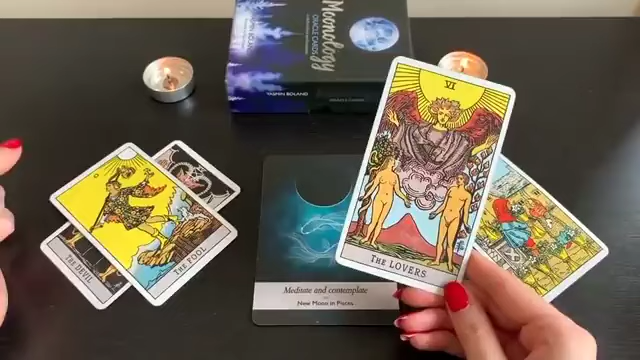 Moonology
ORACLE CARDS
YASMIN BOLAND
VI
THE LOVERS
0
THE FOOL
THE DEVIL
Meditate and contemplate
New Moon in Pisces